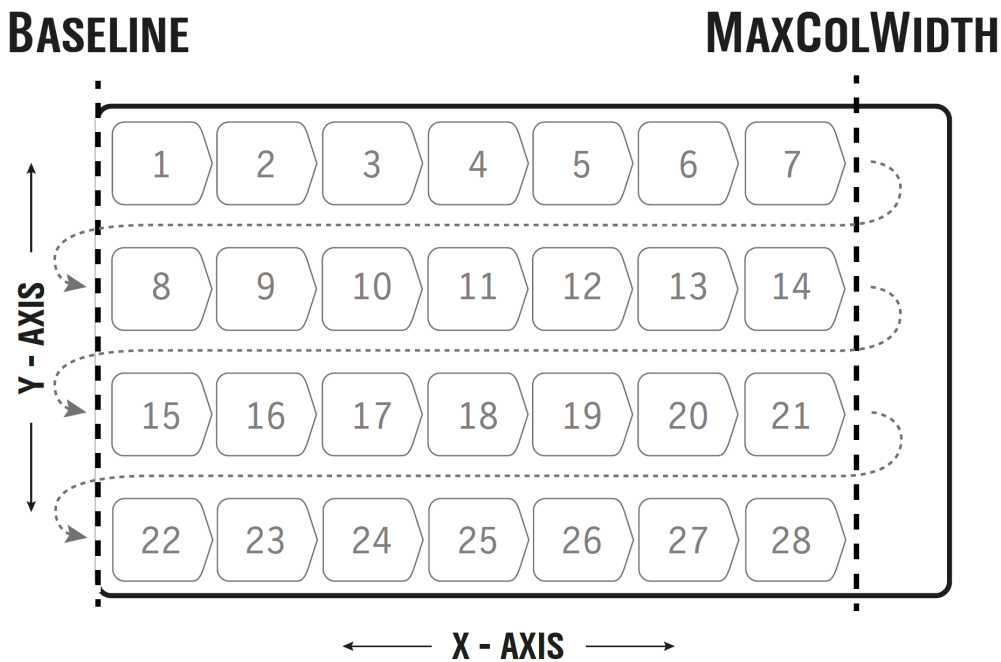 BASELINE MAXCOLWIDTH
1 2 3 4 5 6 7
8 9 10 11 12 13 14
Y - AXIS
15 16 17 18 19 20 21
22 23 24 25 26 27 28
X - AXIS